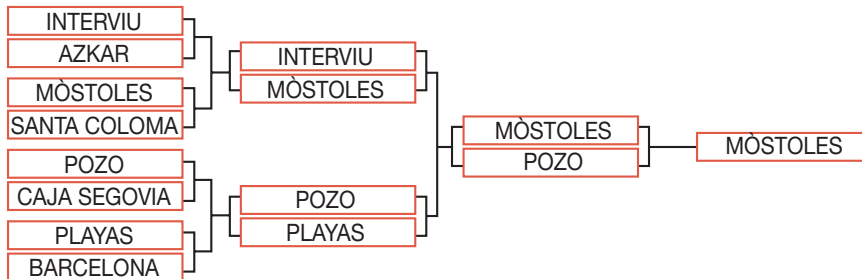 INTERVIU
AZKAR
MÒSTOLES
SANTA COLOMA
POZO
CAJA SEGOVIA
PLAYAS
BARCELONA
INTERVIU
MÒSTOLES
POZO
PLAYAS
MÒSTOLES
POZO
MÒSTOLES